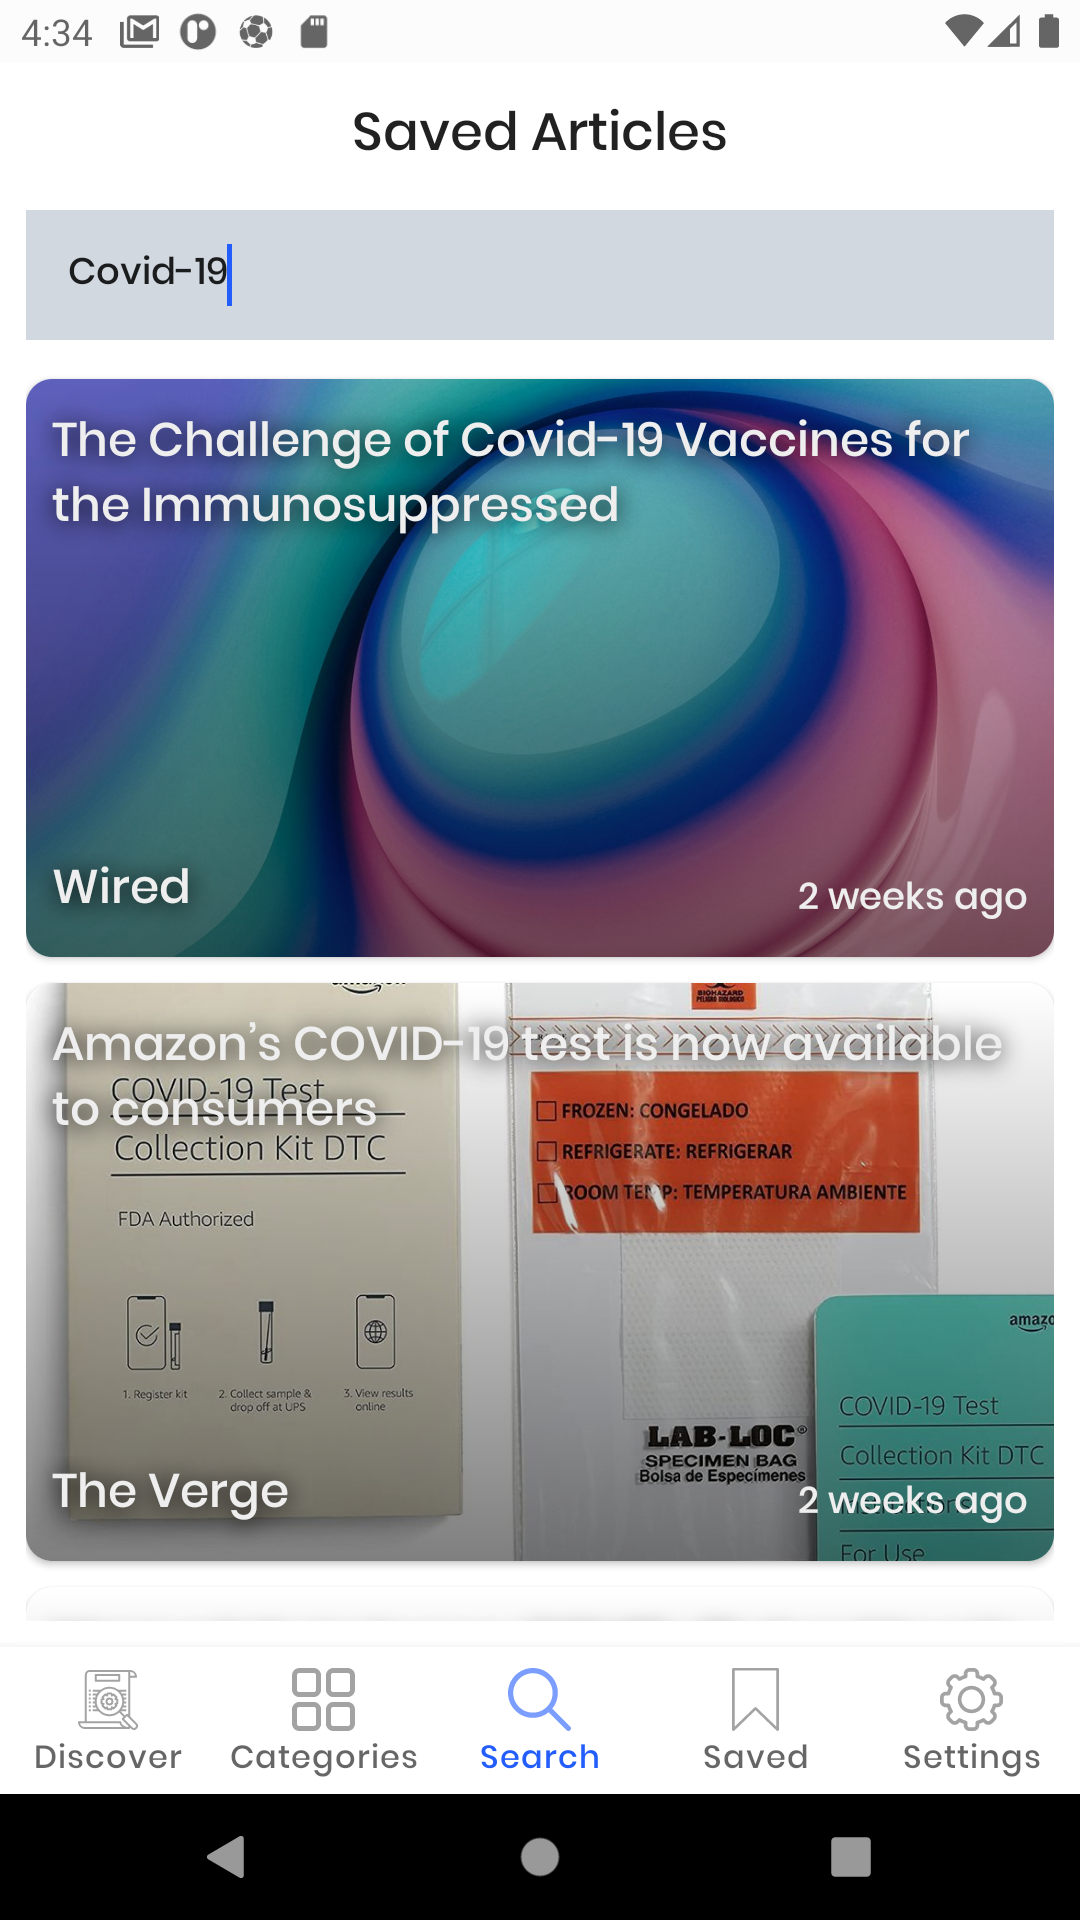 4:34
Saved Articles
Covid-19
The Challenge of Covid-19 Vaccines for
the Immunosuppressed
Wired
2 weeks ago
Amazon's COVID-19 test is now available
to consumers
BIOHAZARD
PELIGRO BIOLOGICO
COVID-19 Test
Collection Kit DTC
FDA Authorized
1. Register kit
2. Collect sample &
drop off at UPS
3. View results
online
FROZEN: CONGELADO
REFRIGERATE: REFRIGERAR
ROOM TEMP: TEMPERATURA AMBIENTE
LAB-LOC®
SPECIMEN BAG
Bolsa de Especímenes
COVID-19 Test
Collection Kit DTC
For Use
The Verge
2 weeks ago
Discover
Categories
Search
Saved
Settings